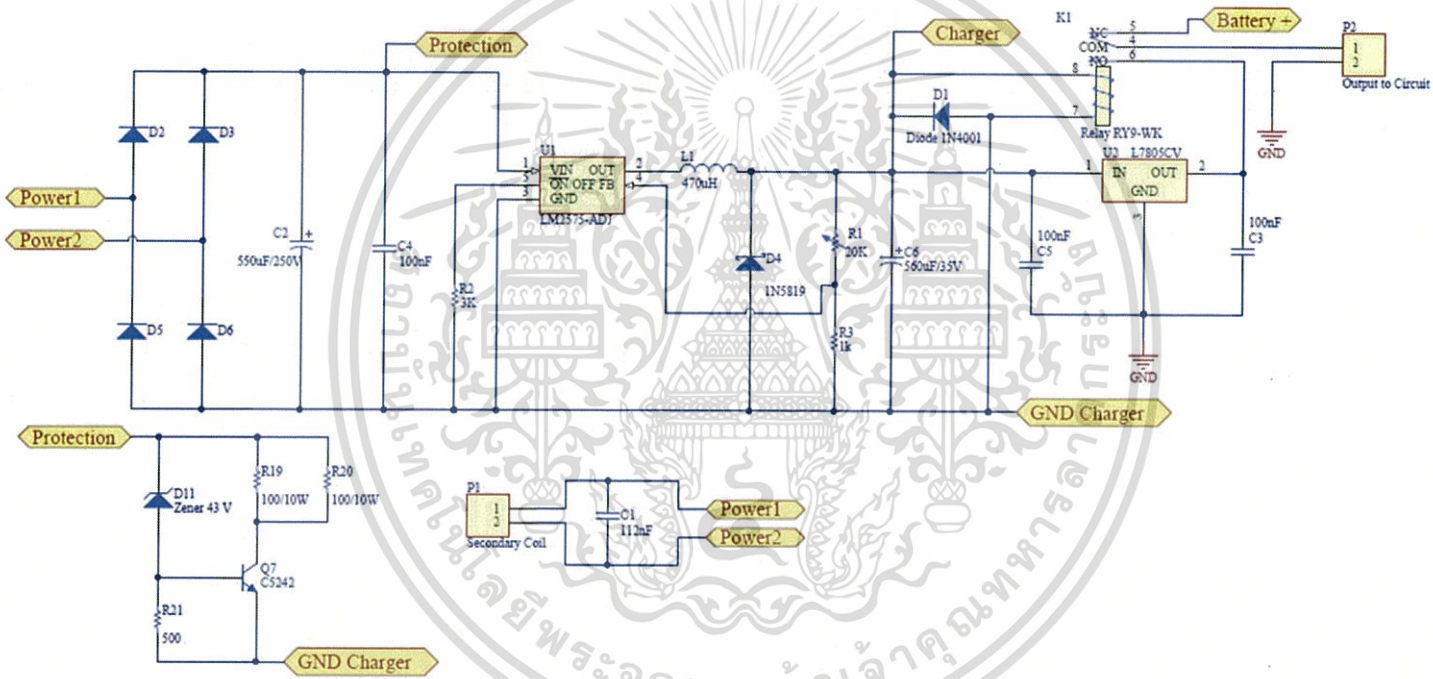 Protection
Charger
K1
NC
COM
NO
5
4
6
8
7
Battery +
P2
1
2
Output to Circuit
GND
D2
D3
D1
Diode 1N4001
Relay RY9-WK
Power1
Power2
U1
1
5
3
VIN OUT
ON OFF FB
GND
2
4
LM2575-ADJ
L1
470uH
U2 L7805CV
1
IN OUT
GND
2
3
C2
+
550uF/250V
C4
100nF
R2
3K
D4
1N5819
R1
20K
+
C6
560uF/35V
100nF
C5
100nF
C3
D5
D6
R3
1k
GND
GND Charger
Protection
D11
Zener 43 V
R19
100/10W
R20
100/10W
Q7
C5242
R21
500
GND Charger
P1
1
2
Secondary Coil
C1
112nF
Power1
Power2